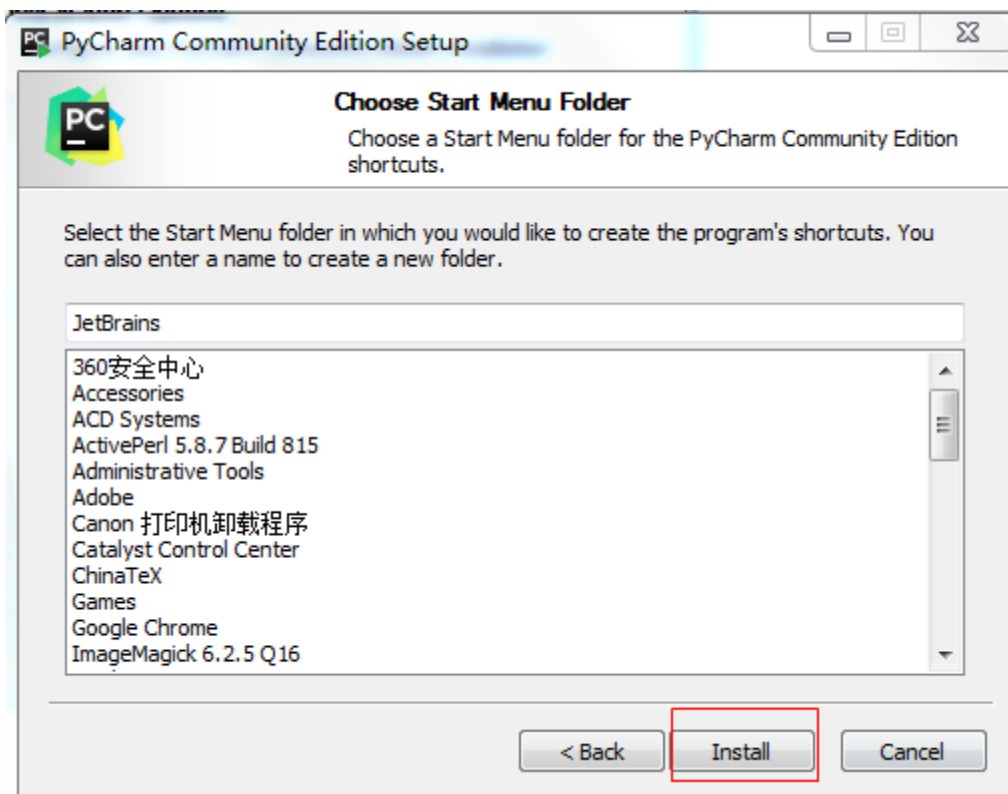 PyCharm Community Edition Setup
PC
Choose Start Menu Folder
Choose a Start Menu folder for the PyCharm Community Edition
shortcuts.
Select the Start Menu folder in which you would like to create the program's shortcuts. You
can also enter a name to create a new folder.
JetBrains
360安全中心
Accessories
ACD Systems
ActivePerl 5.8.7 Build 815
Administrative Tools
Adobe
Canon 打印机卸载程序
Catalyst Control Center
ChinaTeX
Games
Google Chrome
ImageMagick 6.2.5 Q16
< Back
Install
Cancel